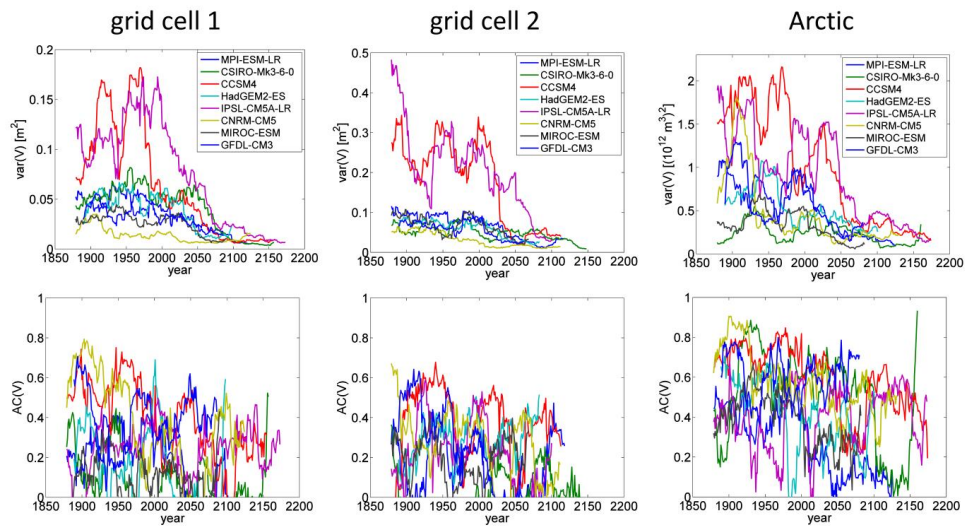 grid cell 1
grid cell 2
Arctic
0.2
0.15
0.1
0.05
0
var(V) [m²]
MPI-ESM-LR
CSIRO-Mk3-6-0
CCSM4
HadGEM2-ES
IPSL-CM5A-LR
CNRM-CM5
MIROC-ESM
GFDL-CM3
1850 1900 1950 2000 2050 2100 2150 2200
year
0.5
0.4
0.3
0.2
0.1
0
var(V) [m²]
MPI-ESM-LR
CSIRO-Mk3-6-0
CCSM4
HadGEM2-ES
IPSL-CM5A-LR
CNRM-CM5
MIROC-ESM
GFDL-CM3
1850 1900 1950 2000 2050 2100 2150 2200
year
2.5
2
1.5
1
0.5
0
var(V) [(10¹² m³)²]
MPI-ESM-LR
CSIRO-Mk3-6-0
CCSM4
HadGEM2-ES
IPSL-CM5A-LR
CNRM-CM5
MIROC-ESM
GFDL-CM3
1850 1900 1950 2000 2050 2100 2150 2200
year
1
0.8
0.6
0.4
0.2
0
AC(V)
1850 1900 1950 2000 2050 2100 2150 2200
year
1
0.8
0.6
0.4
0.2
0
AC(V)
1850 1900 1950 2000 2050 2100 2150 2200
year
1
0.8
0.6
0.4
0.2
0
AC(V)
1850 1900 1950 2000 2050 2100 2150 2200
year